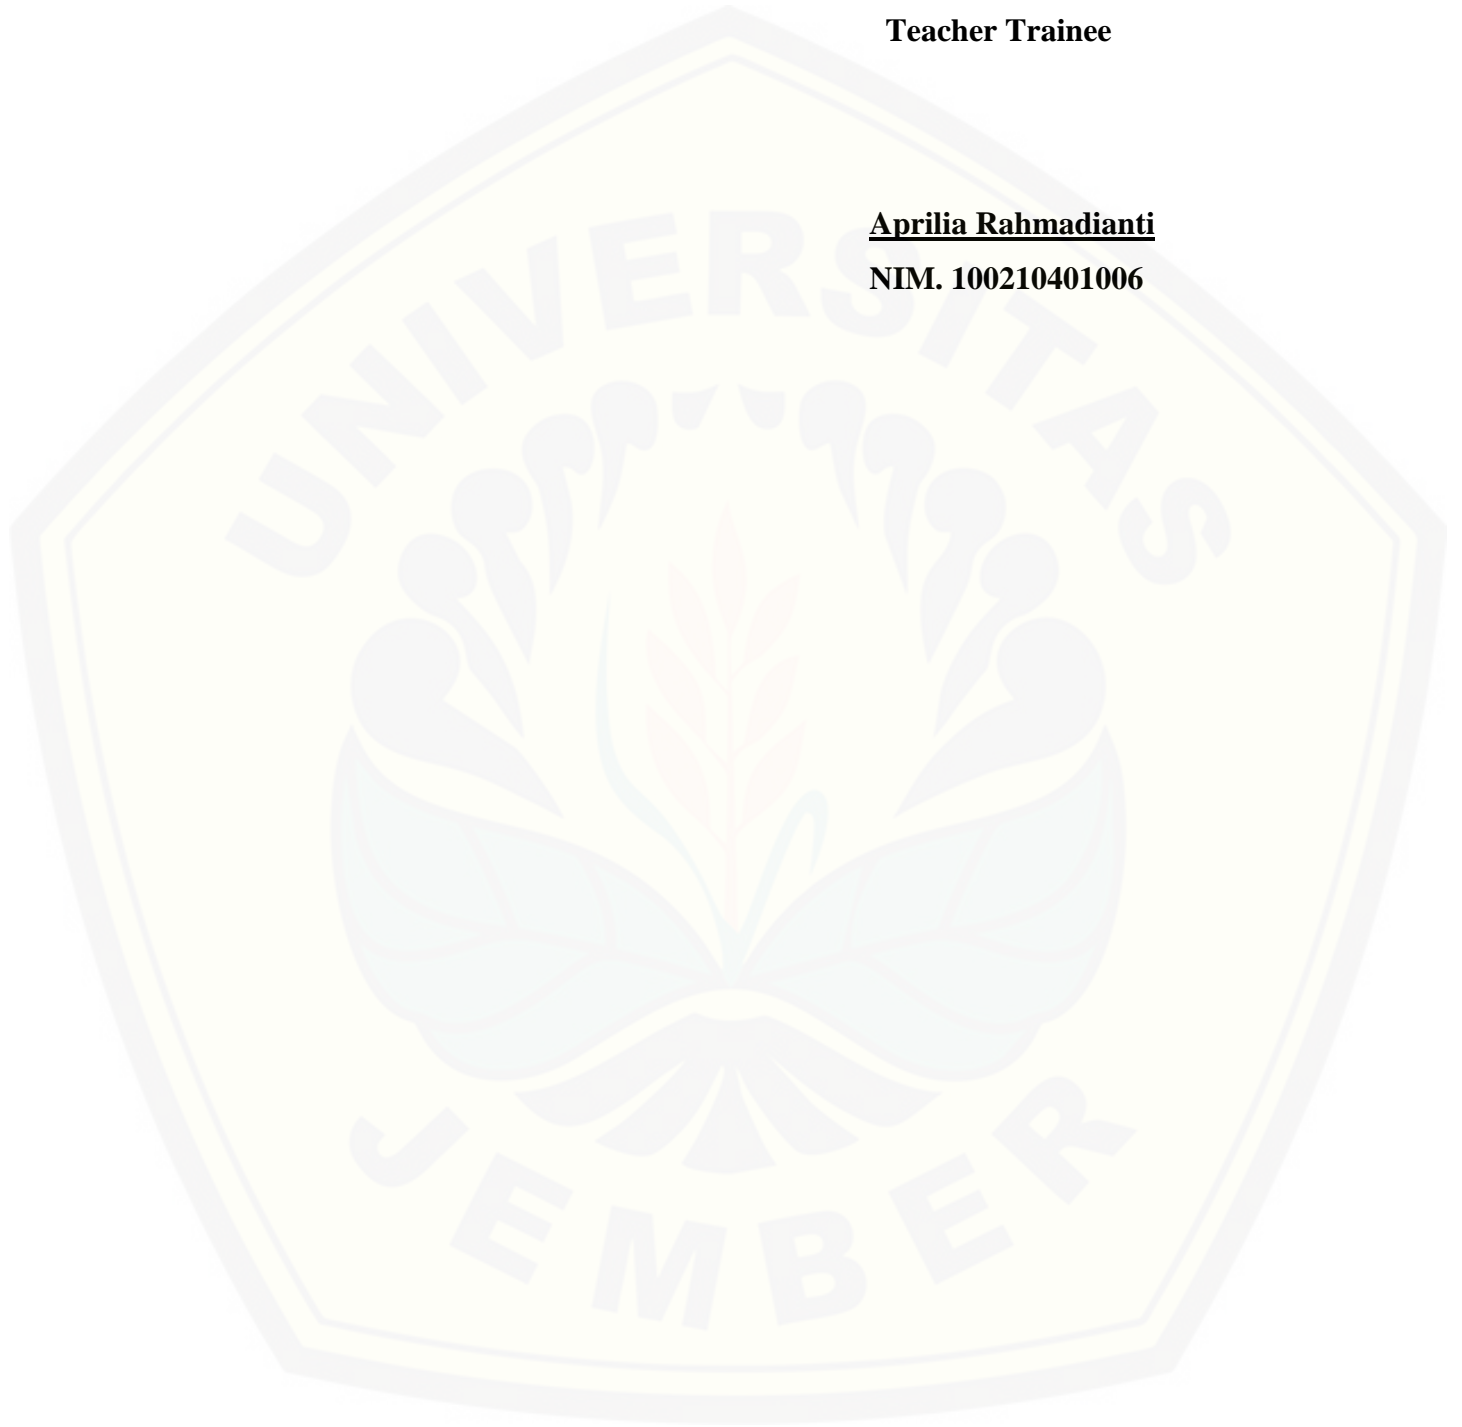 Teacher Trainee
Aprilia Rahmadianti
NIM. 100210401006
UNIVERSITAS
JEMBER